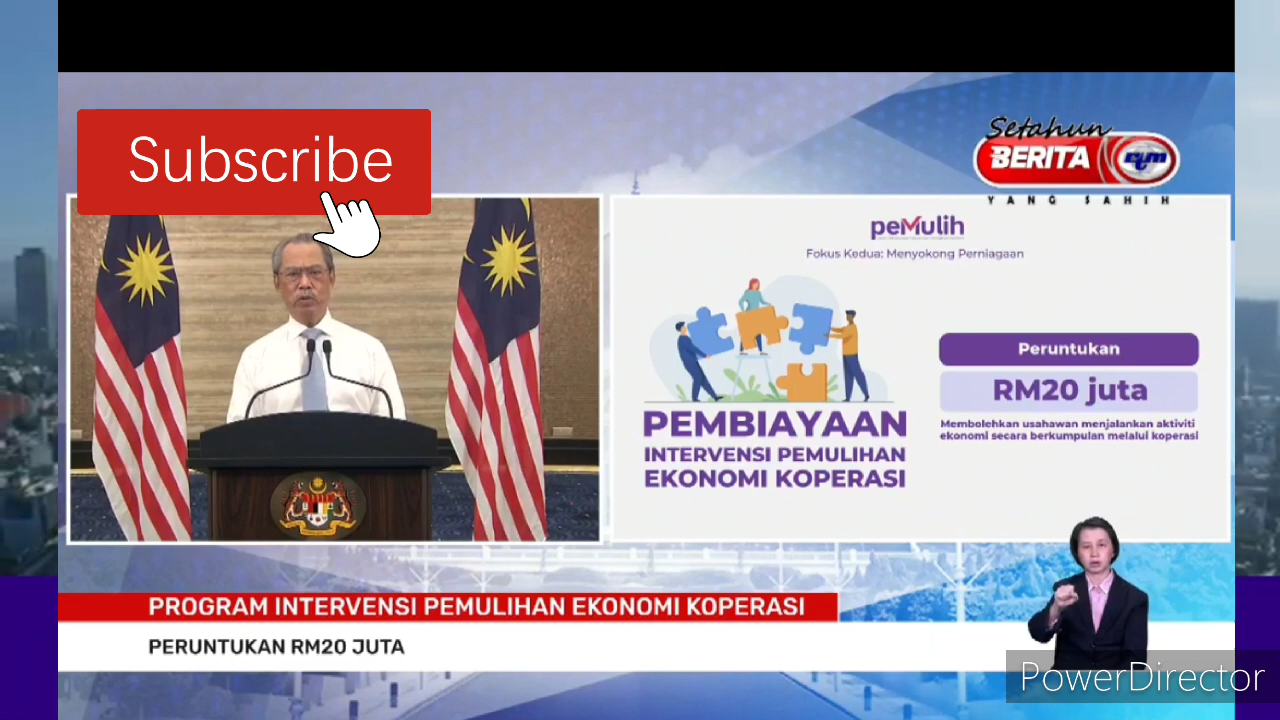 Subscribe
Setahun
BERITA rtm
YANG SAHIH
peMulih
Fokus Kedua: Menyokong Perniagaan
Peruntukan
RM20 juta
Membolehkan usahawan menjalankan aktiviti
ekonomi secara berkumpulan melalui koperasi
PEMBIAYAAN
INTERVENSI PEMULIHAN
EKONOMI KOPERASI
PROGRAM INTERVENSI PEMULIHAN EKONOMI KOPERASI
PERUNTUKAN RM20 JUTA
PowerDirector